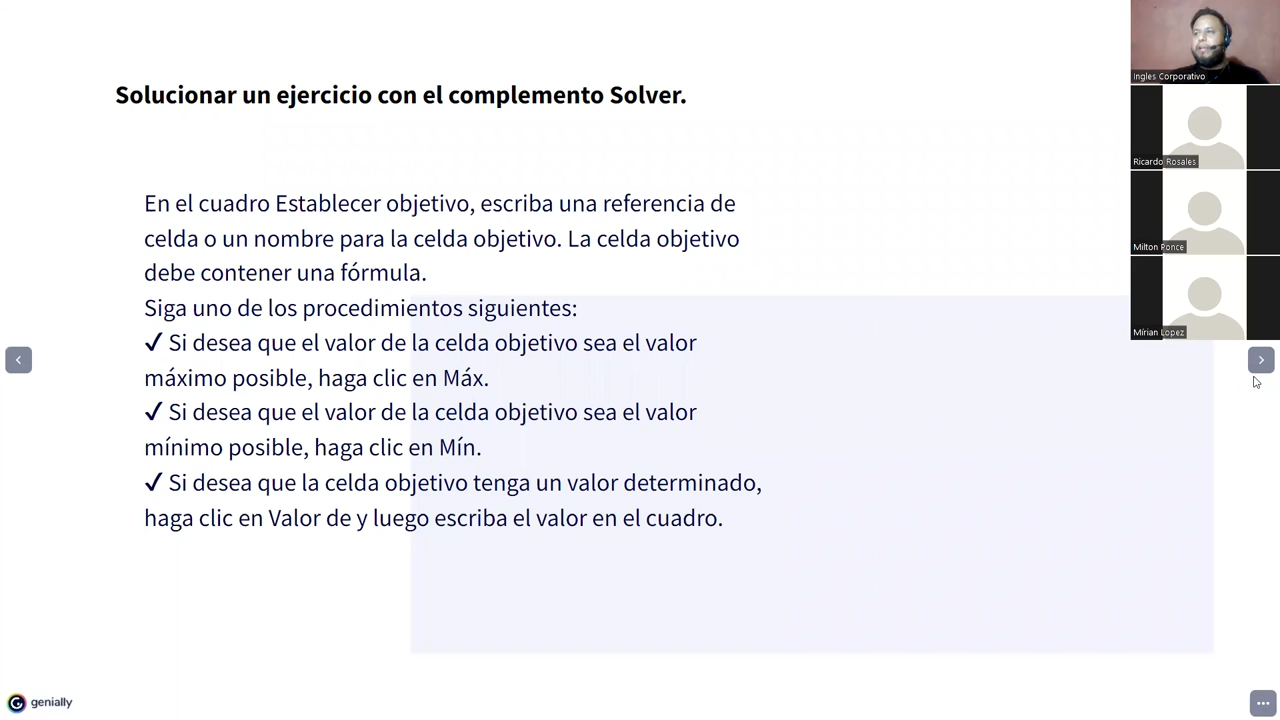 Solucionar un ejercicio con el complemento Solver.
En el cuadro Establecer objetivo, escriba una referencia de
celda o un nombre para la celda objetivo. La celda objetivo
debe contener una fórmula.
Siga uno de los procedimientos siguientes:
✓ Si desea que el valor de la celda objetivo sea el valor
máximo posible, haga clic en Máx.
✓ Si desea que el valor de la celda objetivo sea el valor
mínimo posible, haga clic en Mín.
✓ Si desea que la celda objetivo tenga un valor determinado,
haga clic en Valor de y luego escriba el valor en el cuadro.
Ingles Corporativo
Ricardo Rosales
Milton Ponce
Mírian Lopez
genially